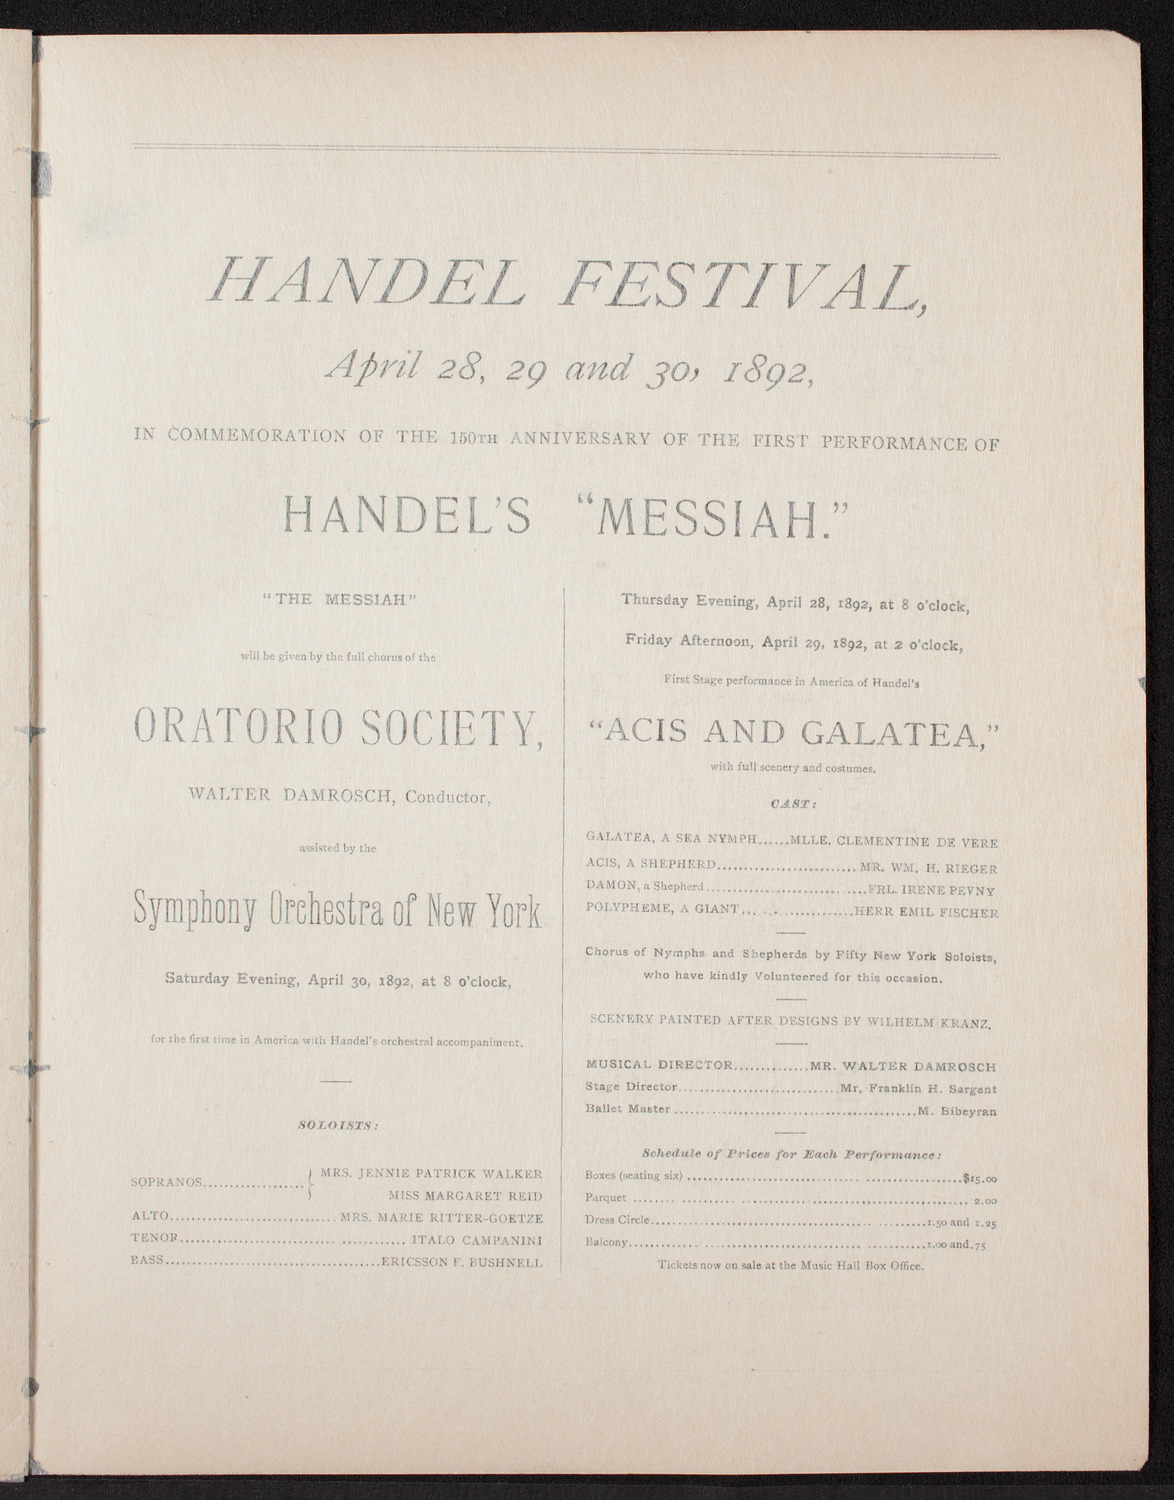 HANDEL FESTIVAL,
April 28, 29 and 30, 1892,
IN COMMEMORATION OF THE 150TH ANNIVERSARY OF THE FIRST PERFORMANCE OF
HANDEL'S "MESSIAH."
"THE MESSIAH"
will be given by the full chorus of the
ORATORIO SOCIETY,
WALTER DAMROSCH, Conductor,
assisted by the
Symphony Orchestra of New York
Saturday Evening, April 30, 1892, at 8 o'clock,
for the first time in America with Handel's orchestral accompaniment.
SOLOISTS:
SOPRANOS.................. { MRS. JENNIE PATRICK WALKER
MISS MARGARET REID
ALTO.............................. MRS. MARIE RITTER-GOETZE
TENOR............................ ............ ITALO CAMPANINI
BASS........................................ERICSSON F. BUSHNELL
Thursday Evening, April 28, 1892, at 8 o'clock,
Friday Afternoon, April 29, 1892, at 2 o'clock,
First Stage performance in America of Handel's
"ACIS AND GALATEA,"
with full scenery and costumes.
CAST:
GALATEA, A SEA NYMPH......MLLE. CLEMENTINE DE VERE
ACIS, A SHEPHERD.......................... MR. WM. H. RIEGER
DAMON, a Shepherd..............................FRL. IRENE PEVNY
POLYPHEME, A GIANT.....................HERR EMIL FISCHER
Chorus of Nymphs and Shepherds by Fifty New York Soloists,
who have kindly Volunteered for this occasion.
SCENERY PAINTED AFTER DESIGNS BY WILHELM KRANZ.
MUSICAL DIRECTOR..............MR. WALTER DAMROSCH
Stage Director..............................Mr. Franklin H. Sargent
Ballet Master..............................................M. Bibeyran
Schedule of Prices for Each Performance:
Boxes (seating six) ....................................................$15.00
Parquet ................................................................ 2.00
Dress Circle....................................................1.50 and 1.25
Balcony........................................................1.00 and .75
Tickets now on sale at the Music Hall Box Office.